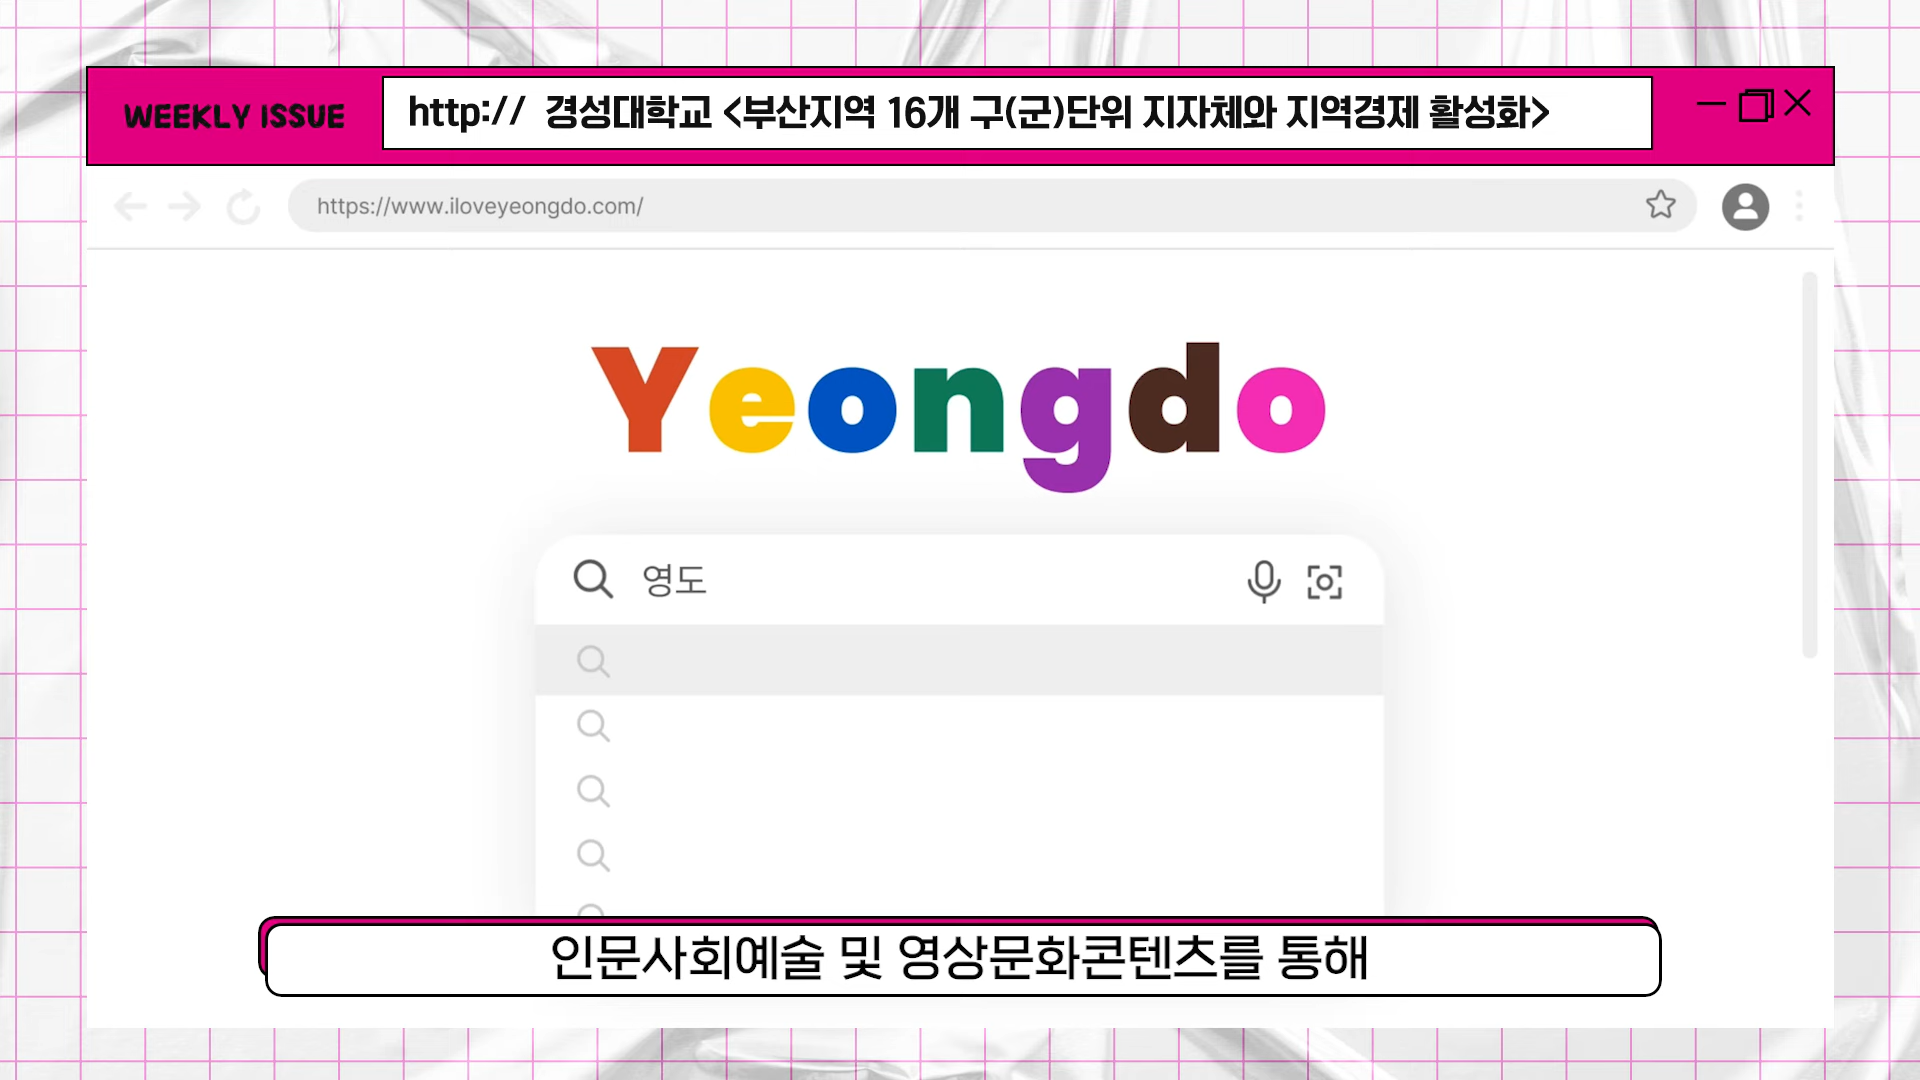 WEEKLY ISSUE
http:// 경성대학교 <부산지역 16개 구(군)단위 지자체와 지역경제 활성화>
https://www.iloveyeongdo.com/
Yeongdo
영도
인문사회예술 및 영상문화콘텐츠를 통해